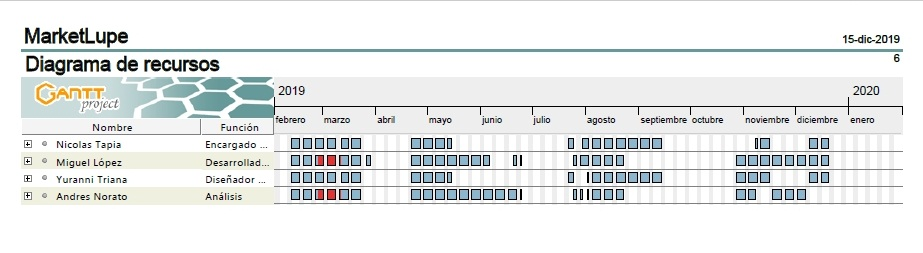 MarketLupe
15-dic-2019
Diagrama de recursos
6
GANTT project
2019
2020
febrero marzo abril mayo junio julio agosto septiembre octubre noviembre diciembre enero
Nombre Función
Nicolas Tapia Encargado ...
Miguel López Desarrollad...
Yuranni Triana Diseñador ...
Andres Norato Análisis